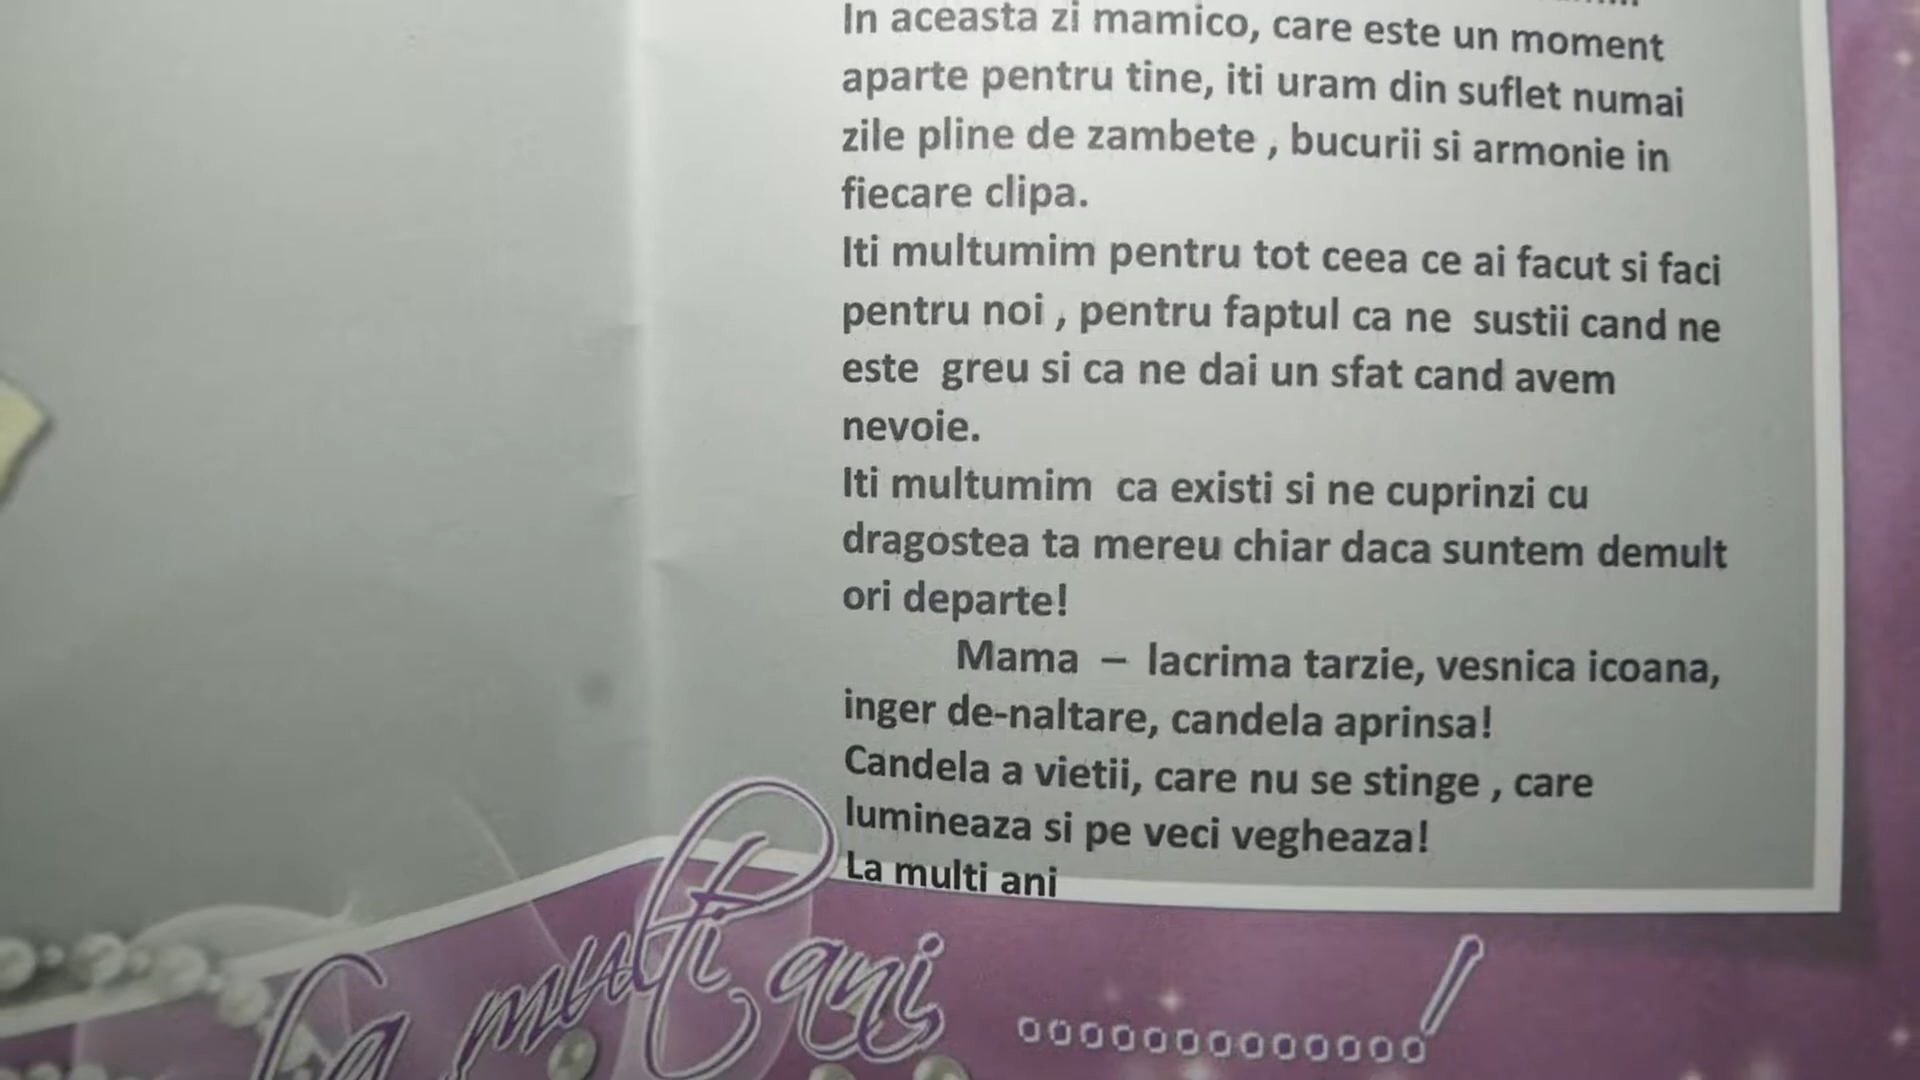 In aceasta zi mamico, care este un moment
aparte pentru tine, iti uram din suflet numai
zile pline de zambete , bucurii si armonie in
fiecare clipa.
Iti multumim pentru tot ceea ce ai facut si faci
pentru noi , pentru faptul ca ne  sustii cand ne
este  greu si ca ne dai un sfat cand avem
nevoie.
Iti multumim  ca existi si ne cuprinzi cu
dragostea ta mereu chiar daca suntem demult
ori departe!
Mama – lacrima tarzie, vesnica icoana,
inger de-naltare, candela aprinsa!
Candela a vietii, care nu se stinge , care
lumineaza si pe veci vegheaza!
La multi ani
La multi ani .............!